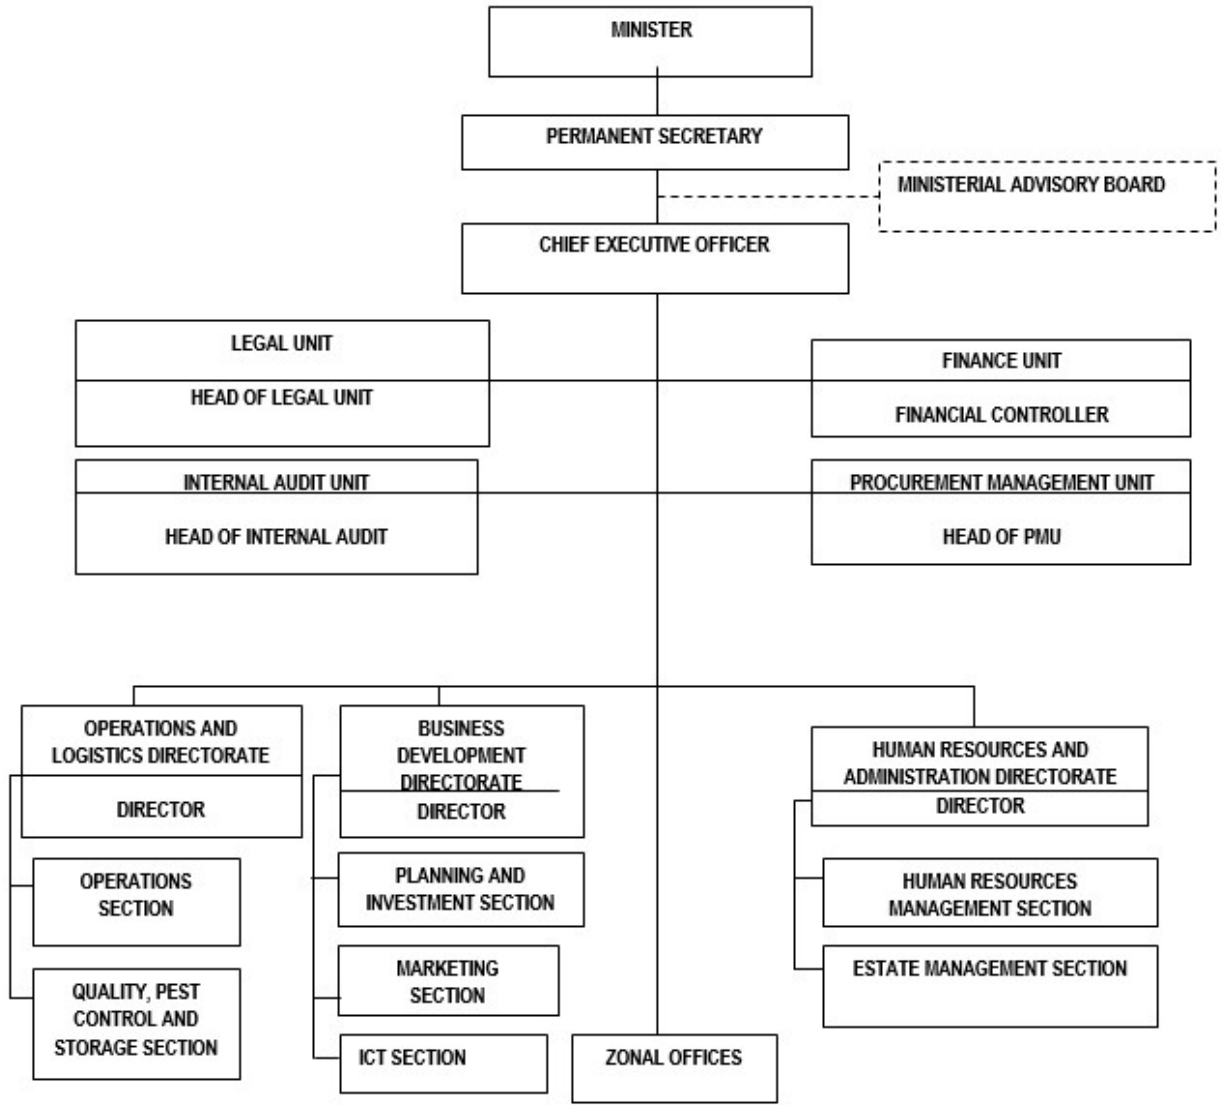 MINISTER
PERMANENT SECRETARY
MINISTERIAL ADVISORY BOARD
CHIEF EXECUTIVE OFFICER
LEGAL UNIT
HEAD OF LEGAL UNIT
FINANCE UNIT
FINANCIAL CONTROLLER
INTERNAL AUDIT UNIT
HEAD OF INTERNAL AUDIT
PROCUREMENT MANAGEMENT UNIT
HEAD OF PMU
OPERATIONS AND
LOGISTICS DIRECTORATE
DIRECTOR
OPERATIONS
SECTION
QUALITY, PEST
CONTROL AND
STORAGE SECTION
BUSINESS
DEVELOPMENT
DIRECTORATE
DIRECTOR
PLANNING AND
INVESTMENT SECTION
MARKETING
SECTION
ICT SECTION
ZONAL OFFICES
HUMAN RESOURCES AND
ADMINISTRATION DIRECTORATE
DIRECTOR
HUMAN RESOURCES
MANAGEMENT SECTION
ESTATE MANAGEMENT SECTION